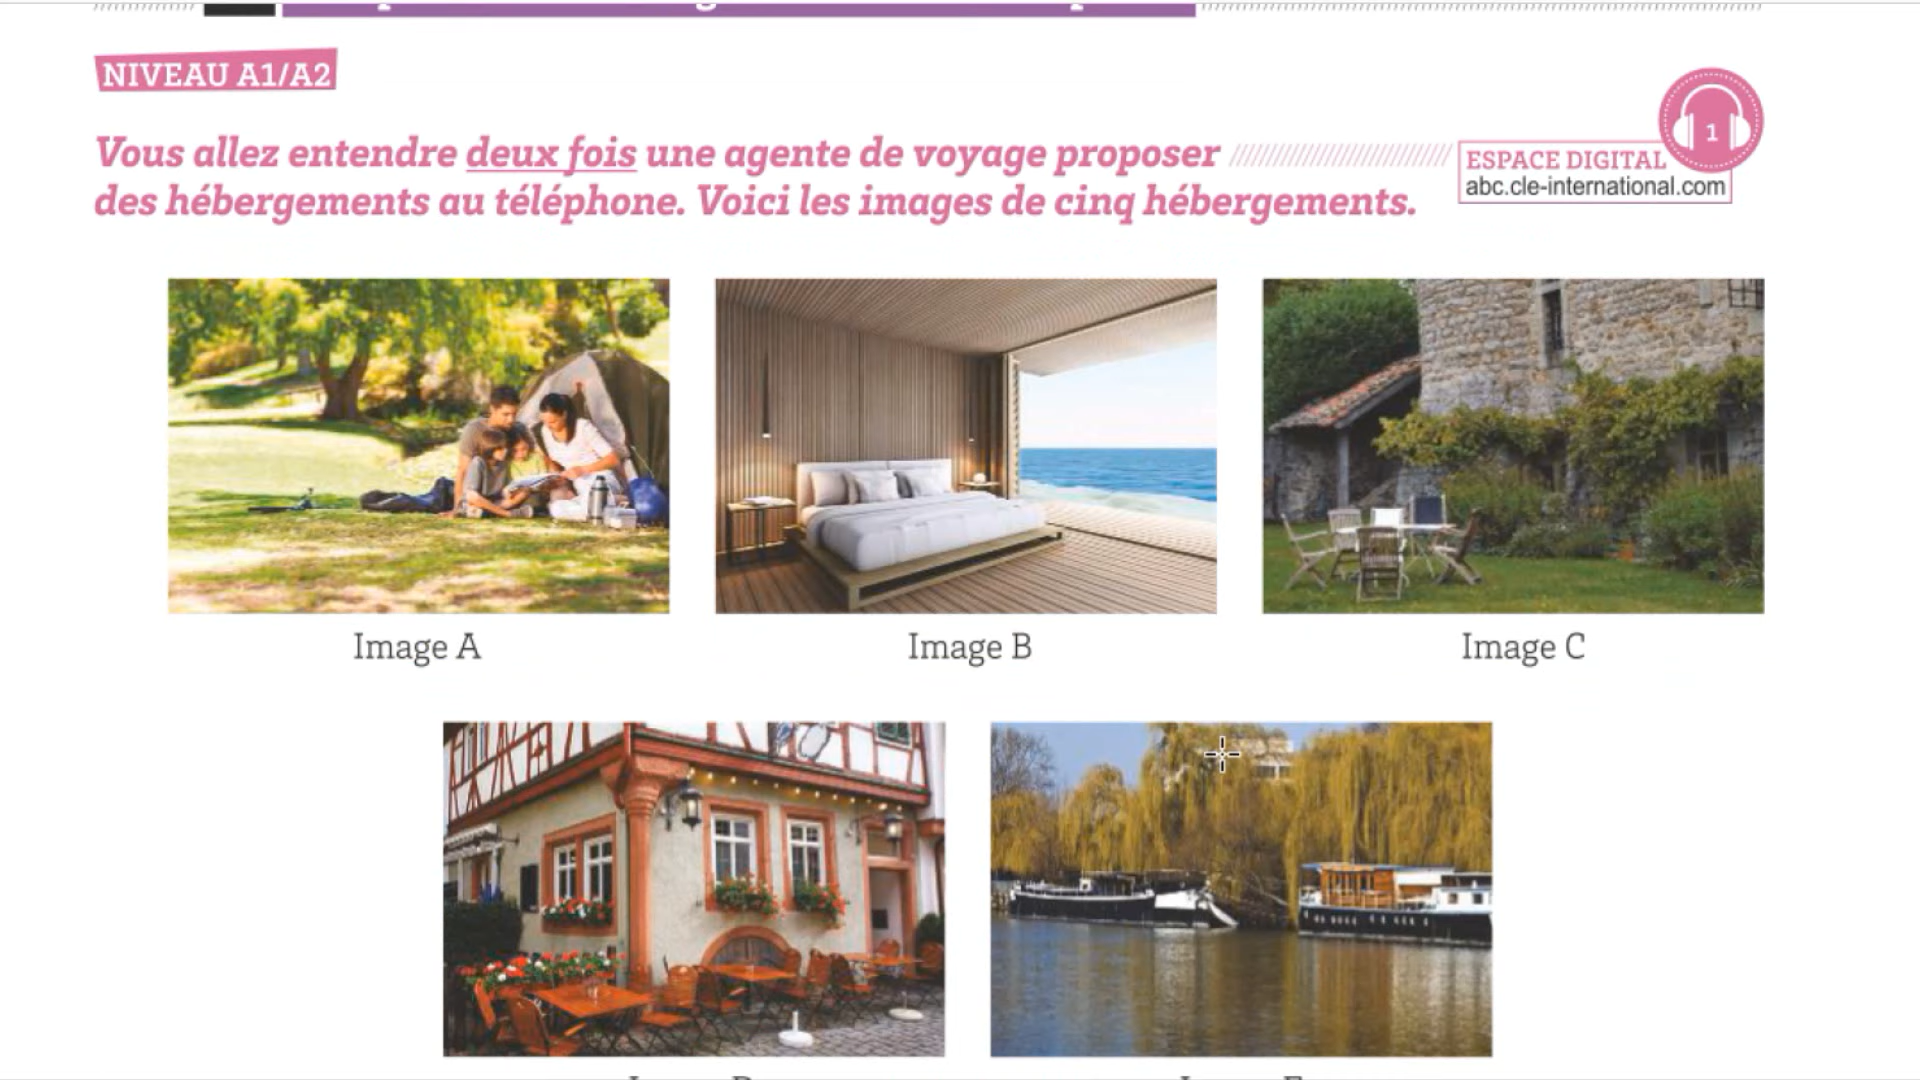 NIVEAU A1/A2
1
Vous allez entendre deux fois une agente de voyage proposer
ESPACE DIGITAL
abc.cle-international.com
des hébergements au téléphone. Voici les images de cinq hébergements.
Image A
Image B
Image C